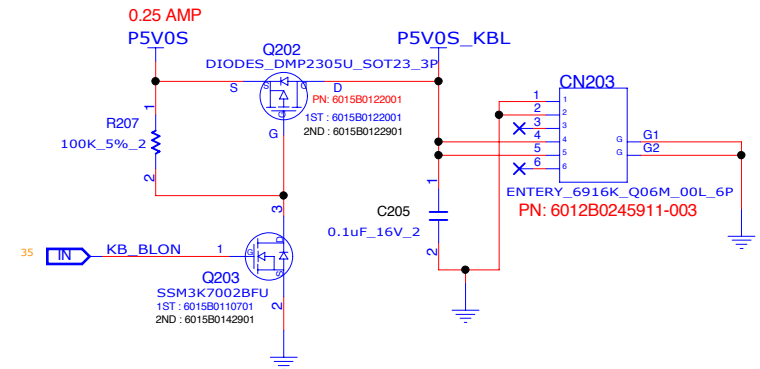 0.25 AMP
P5V0S
Q202
DIODES_DMP2305U_SOT23_3P
P5V0S_KBL
S
D
S
D
G
PN: 6015B0122001
1ST : 6015B0122001
2ND : 6015B0122901
G
1
R207
100K_5%_2
2
3
CN203
1
2
3
4
5
6
1
2
3
4
5
6
G
G
G1
G2
ENTERY_6916K_Q06M_00L_6P
PN: 6012B0245911-003
1
C205
0.1uF_16V_2
2
35
IN
KB_BLON
1
G
D
S
Q203
SSM3K7002BFU
1ST : 6015B0110701
2ND : 6015B0142901
2